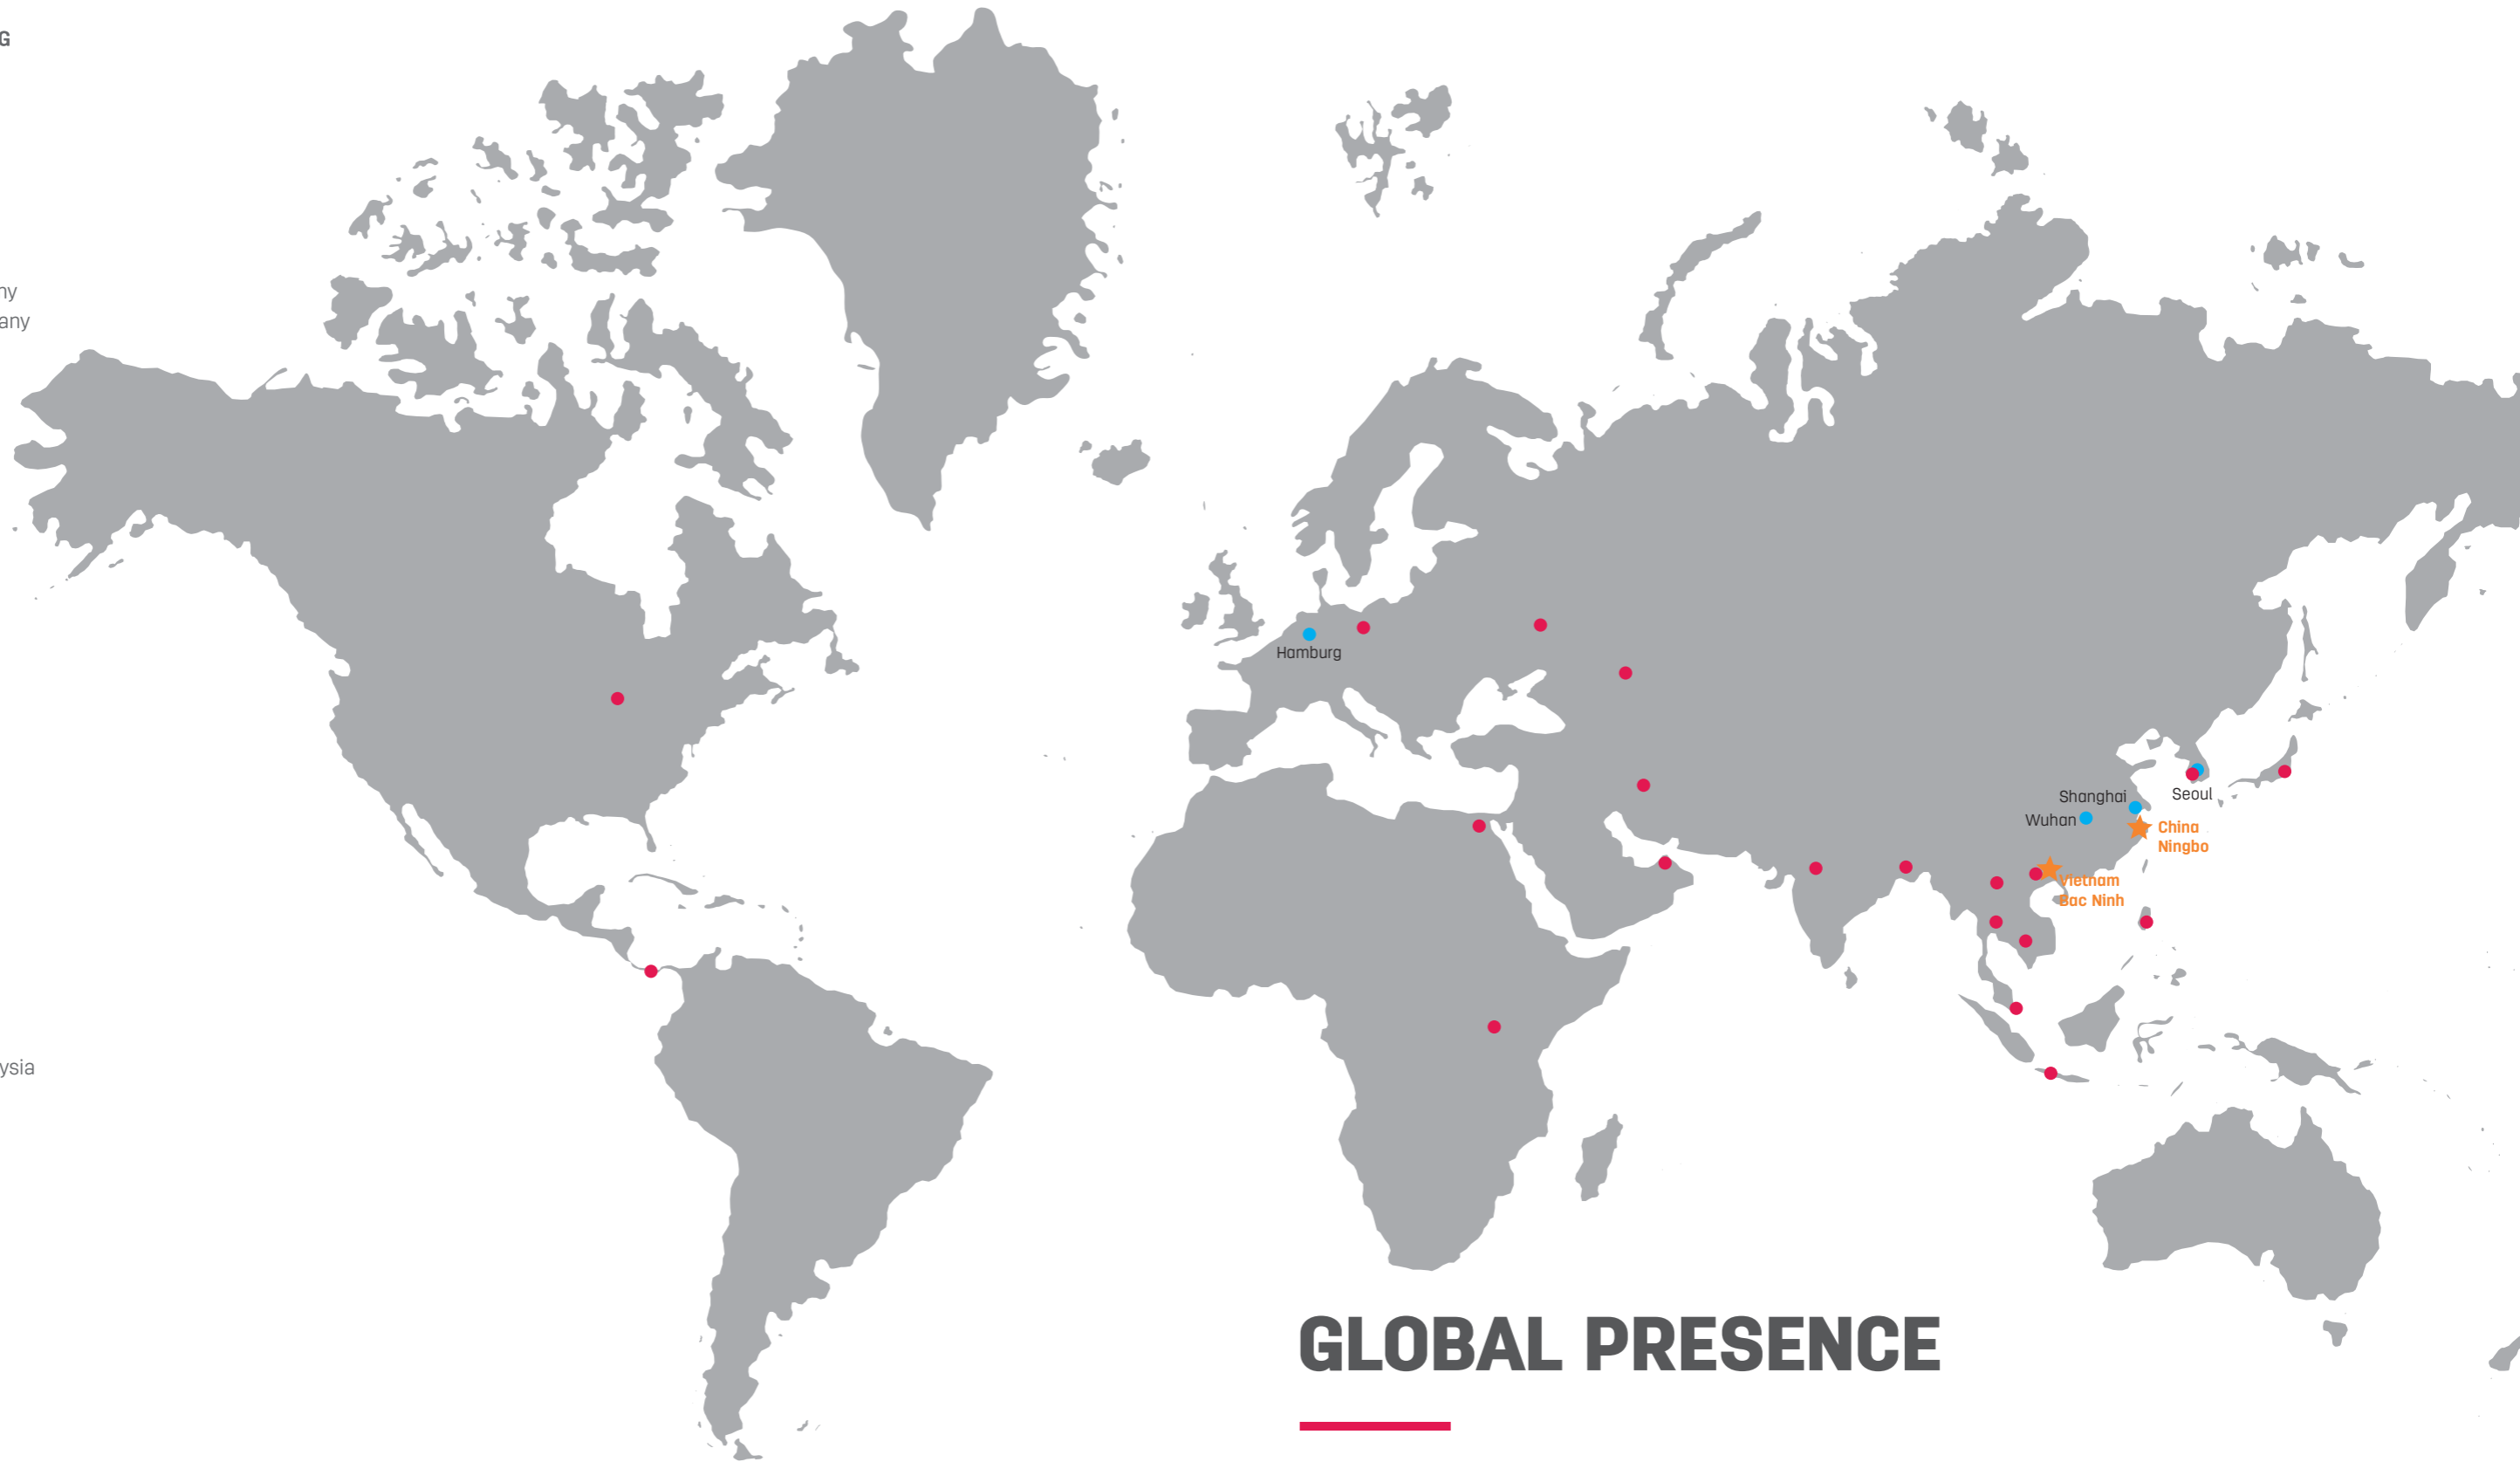 G
ny
any
ysia
Hamburg
Shanghai
Seoul
Wuhan
China
Ningbo
Vietnam
Bac Ninh
GLOBAL PRESENCE